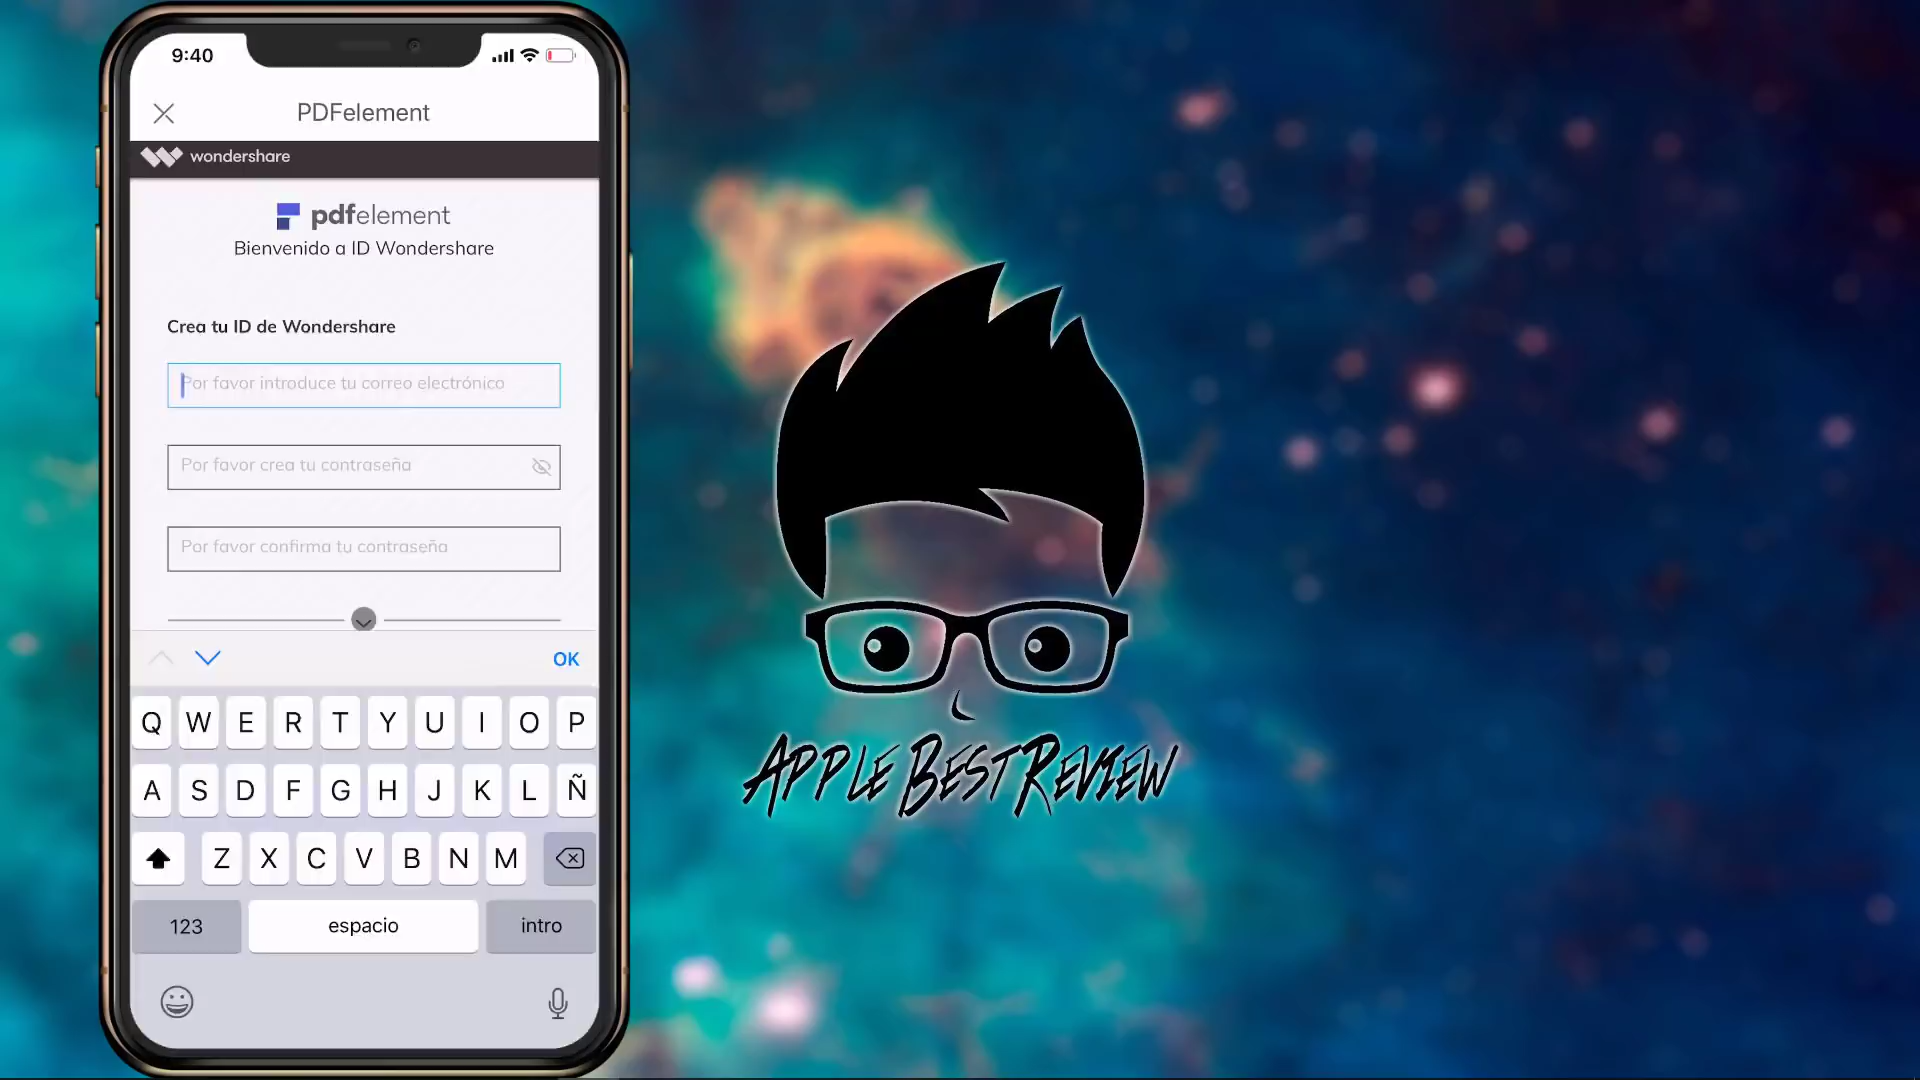 9:40
PDFelement
wondershare
pdfelement
Bienvenido a ID Wondershare
Crea tu ID de Wondershare
Por favor introduce tu correo electrónico
Por favor crea tu contraseña
Por favor confirma tu contraseña
OK
Q W E R T Y U I O P
A S D F G H J K L Ñ
Z X C V B N M
123 espacio intro
APPLE BEST REVIEW